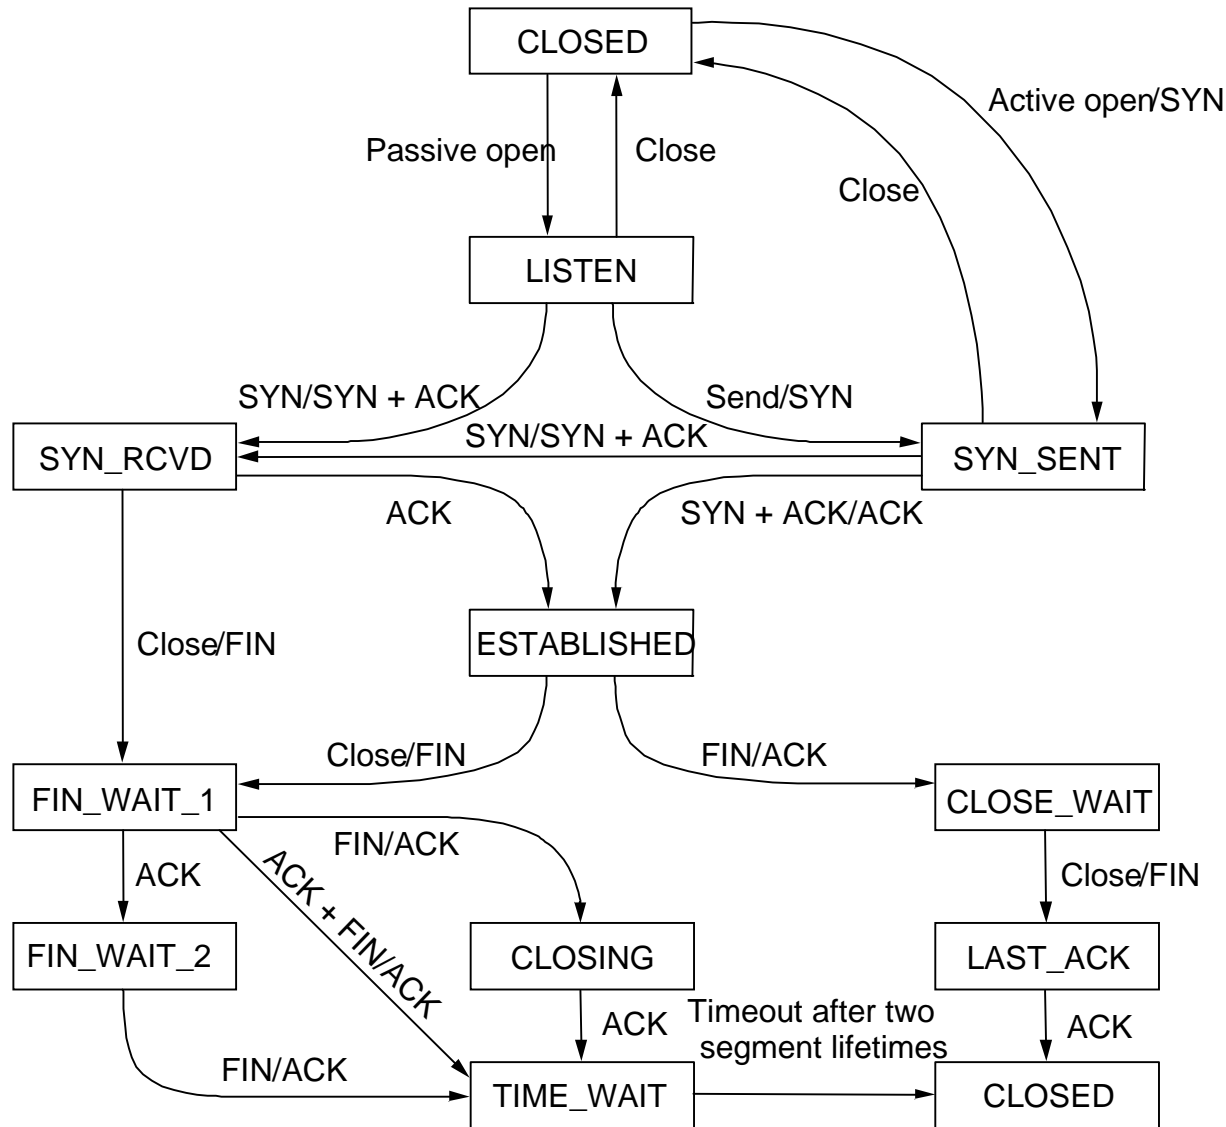 CLOSED
Active open/SYN
Passive open
Close
Close
LISTEN
SYN/SYN + ACK
Send/SYN
SYN/SYN + ACK
SYN_RCVD
SYN_SENT
ACK
SYN + ACK/ACK
Close/FIN
ESTABLISHED
Close/FIN
FIN/ACK
FIN_WAIT_1
CLOSE_WAIT
FIN/ACK
ACK
ACK + FIN/ACK
Close/FIN
FIN_WAIT_2
CLOSING
LAST_ACK
ACK
Timeout after two
segment lifetimes
ACK
FIN/ACK
TIME_WAIT
CLOSED